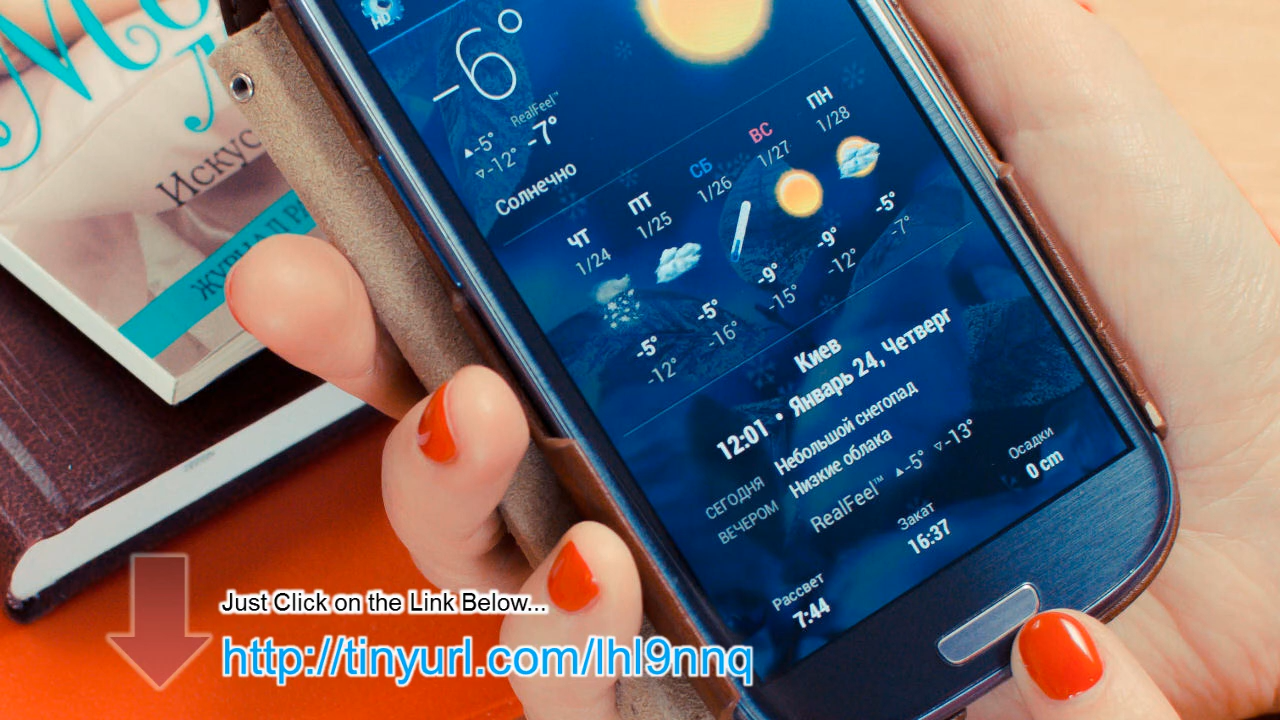 Мо
Л
Искус
ЖУРНАЛ РА
HD
-6°
RealFeel™
▲-5° -7°
▽-12°
Солнечно
ЧТ ПТ СБ ВС ПН
1/24 1/25 1/26 1/27 1/28
-5° -5° -9° -9° -5°
-12° -16° -15° -12° -7°
Киев
12:01 • Январь 24, Четверг
СЕГОДНЯ Небольшой снегопад
ВЕЧЕРОМ Низкие облака
RealFeel™ ▲-5° ▽-13°
Рассвет Закат Осадки
7:44 16:37 0 cm
Just Click on the Link Below...
http://tinyurl.com/lhl9nnq